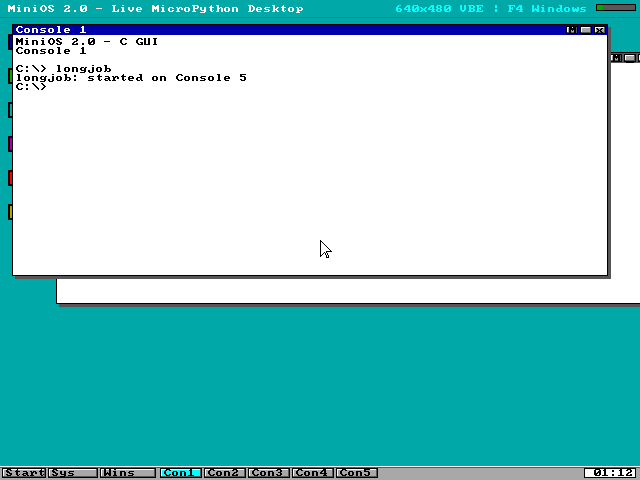 MiniOS 2.0 - Live MicroPython Desktop
640x480 VBE | F4 Windows
Console 1
M
MiniOS 2.0 - C GUI
Console 1
C:\> longjob
longjob: started on Console 5
C:\>
Start Sys Wins Con1 Con2 Con3 Con4 Con5 01:12